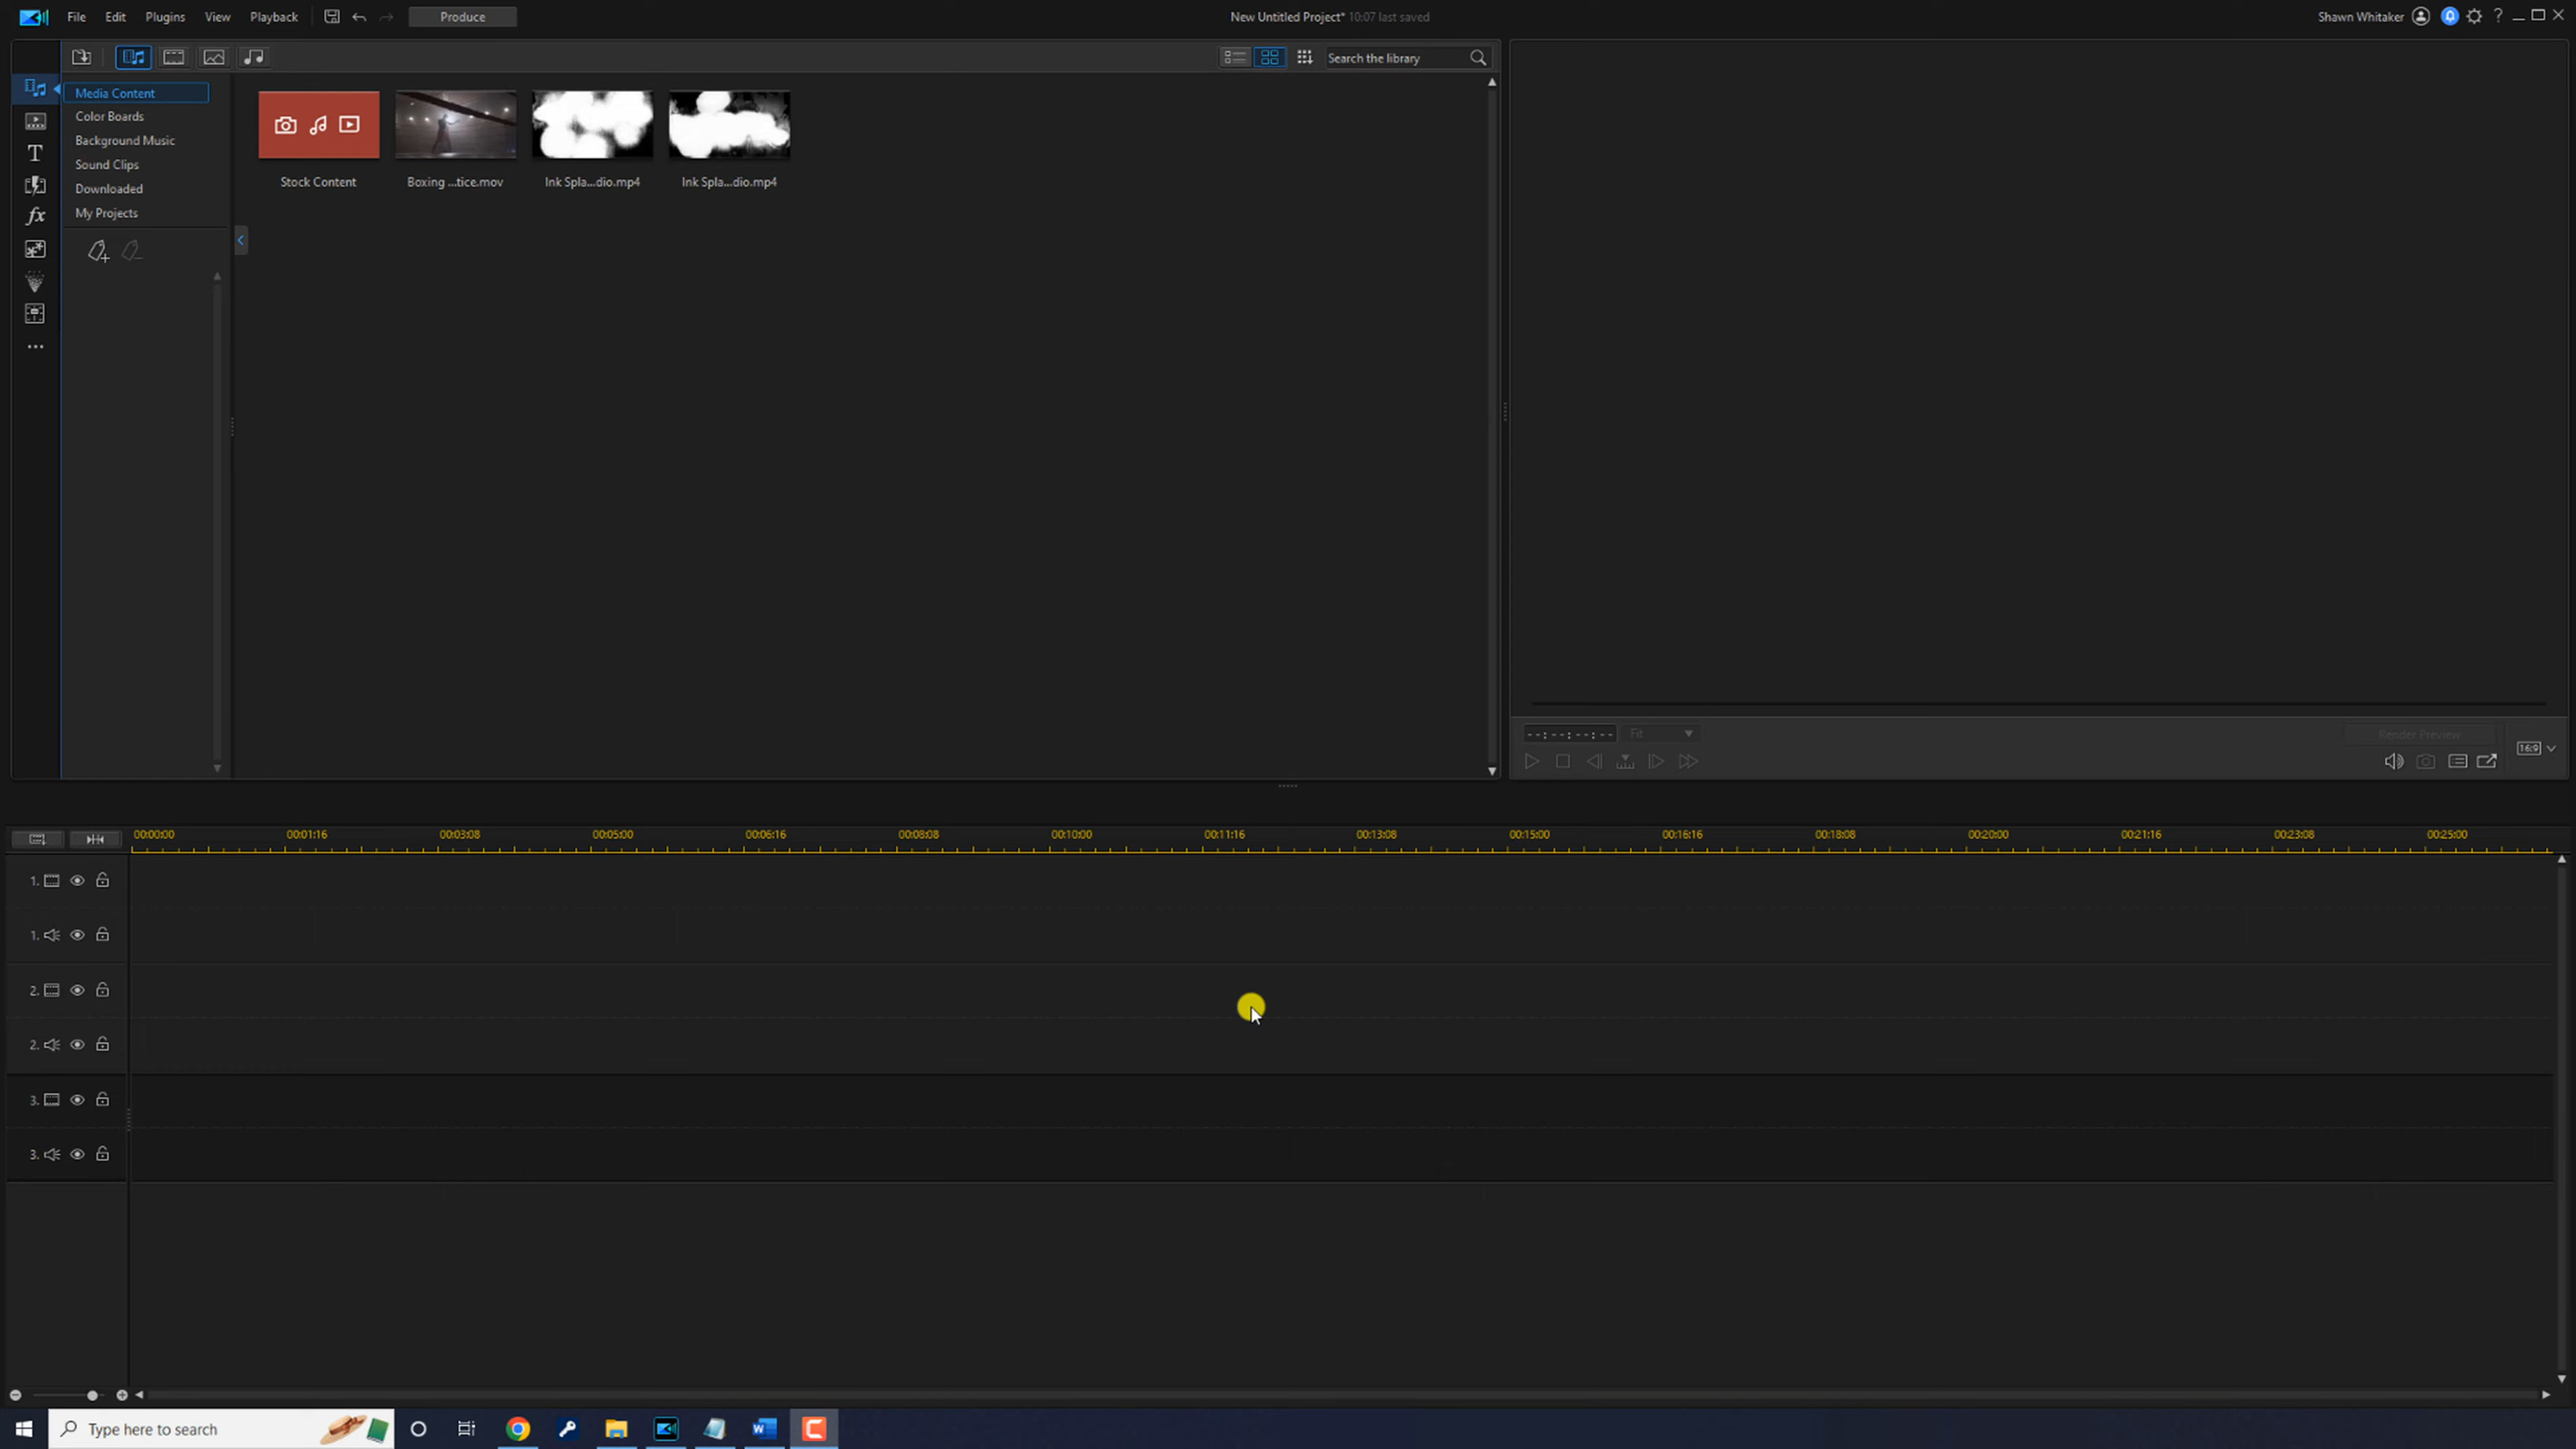 File Edit Plugins View Playback Produce New Untitled Project* 10:07 last saved Shawn Whitaker ?
Search the library
Media Content
Color Boards
Background Music
Sound Clips
Downloaded
My Projects
Stock Content Boxing ...tice.mov Ink Spla...dio.mp4 Ink Spla...dio.mp4
T
fx
--:--:--:-- Fit Render Preview
16:9
00:00:00 00:01:16 00:03:08 00:05:00 00:06:16 00:08:08 00:10:00 00:11:16 00:13:08 00:15:00 00:16:16 00:18:08 00:20:00 00:21:16 00:23:08 00:25:00
1.
1.
2.
2.
3.
3.
Type here to search